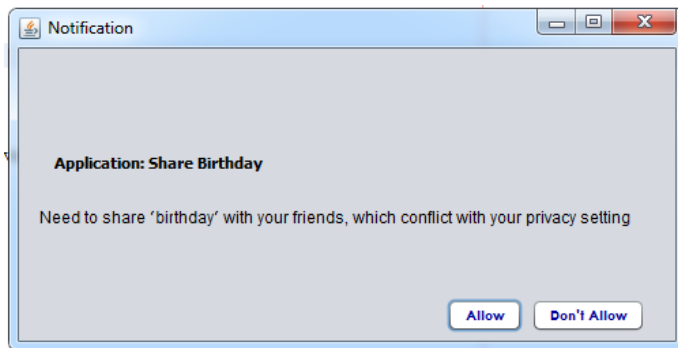 Notification
Application: Share Birthday
Need to share ‘birthday’ with your friends, which conflict with your privacy setting
Allow Don't Allow